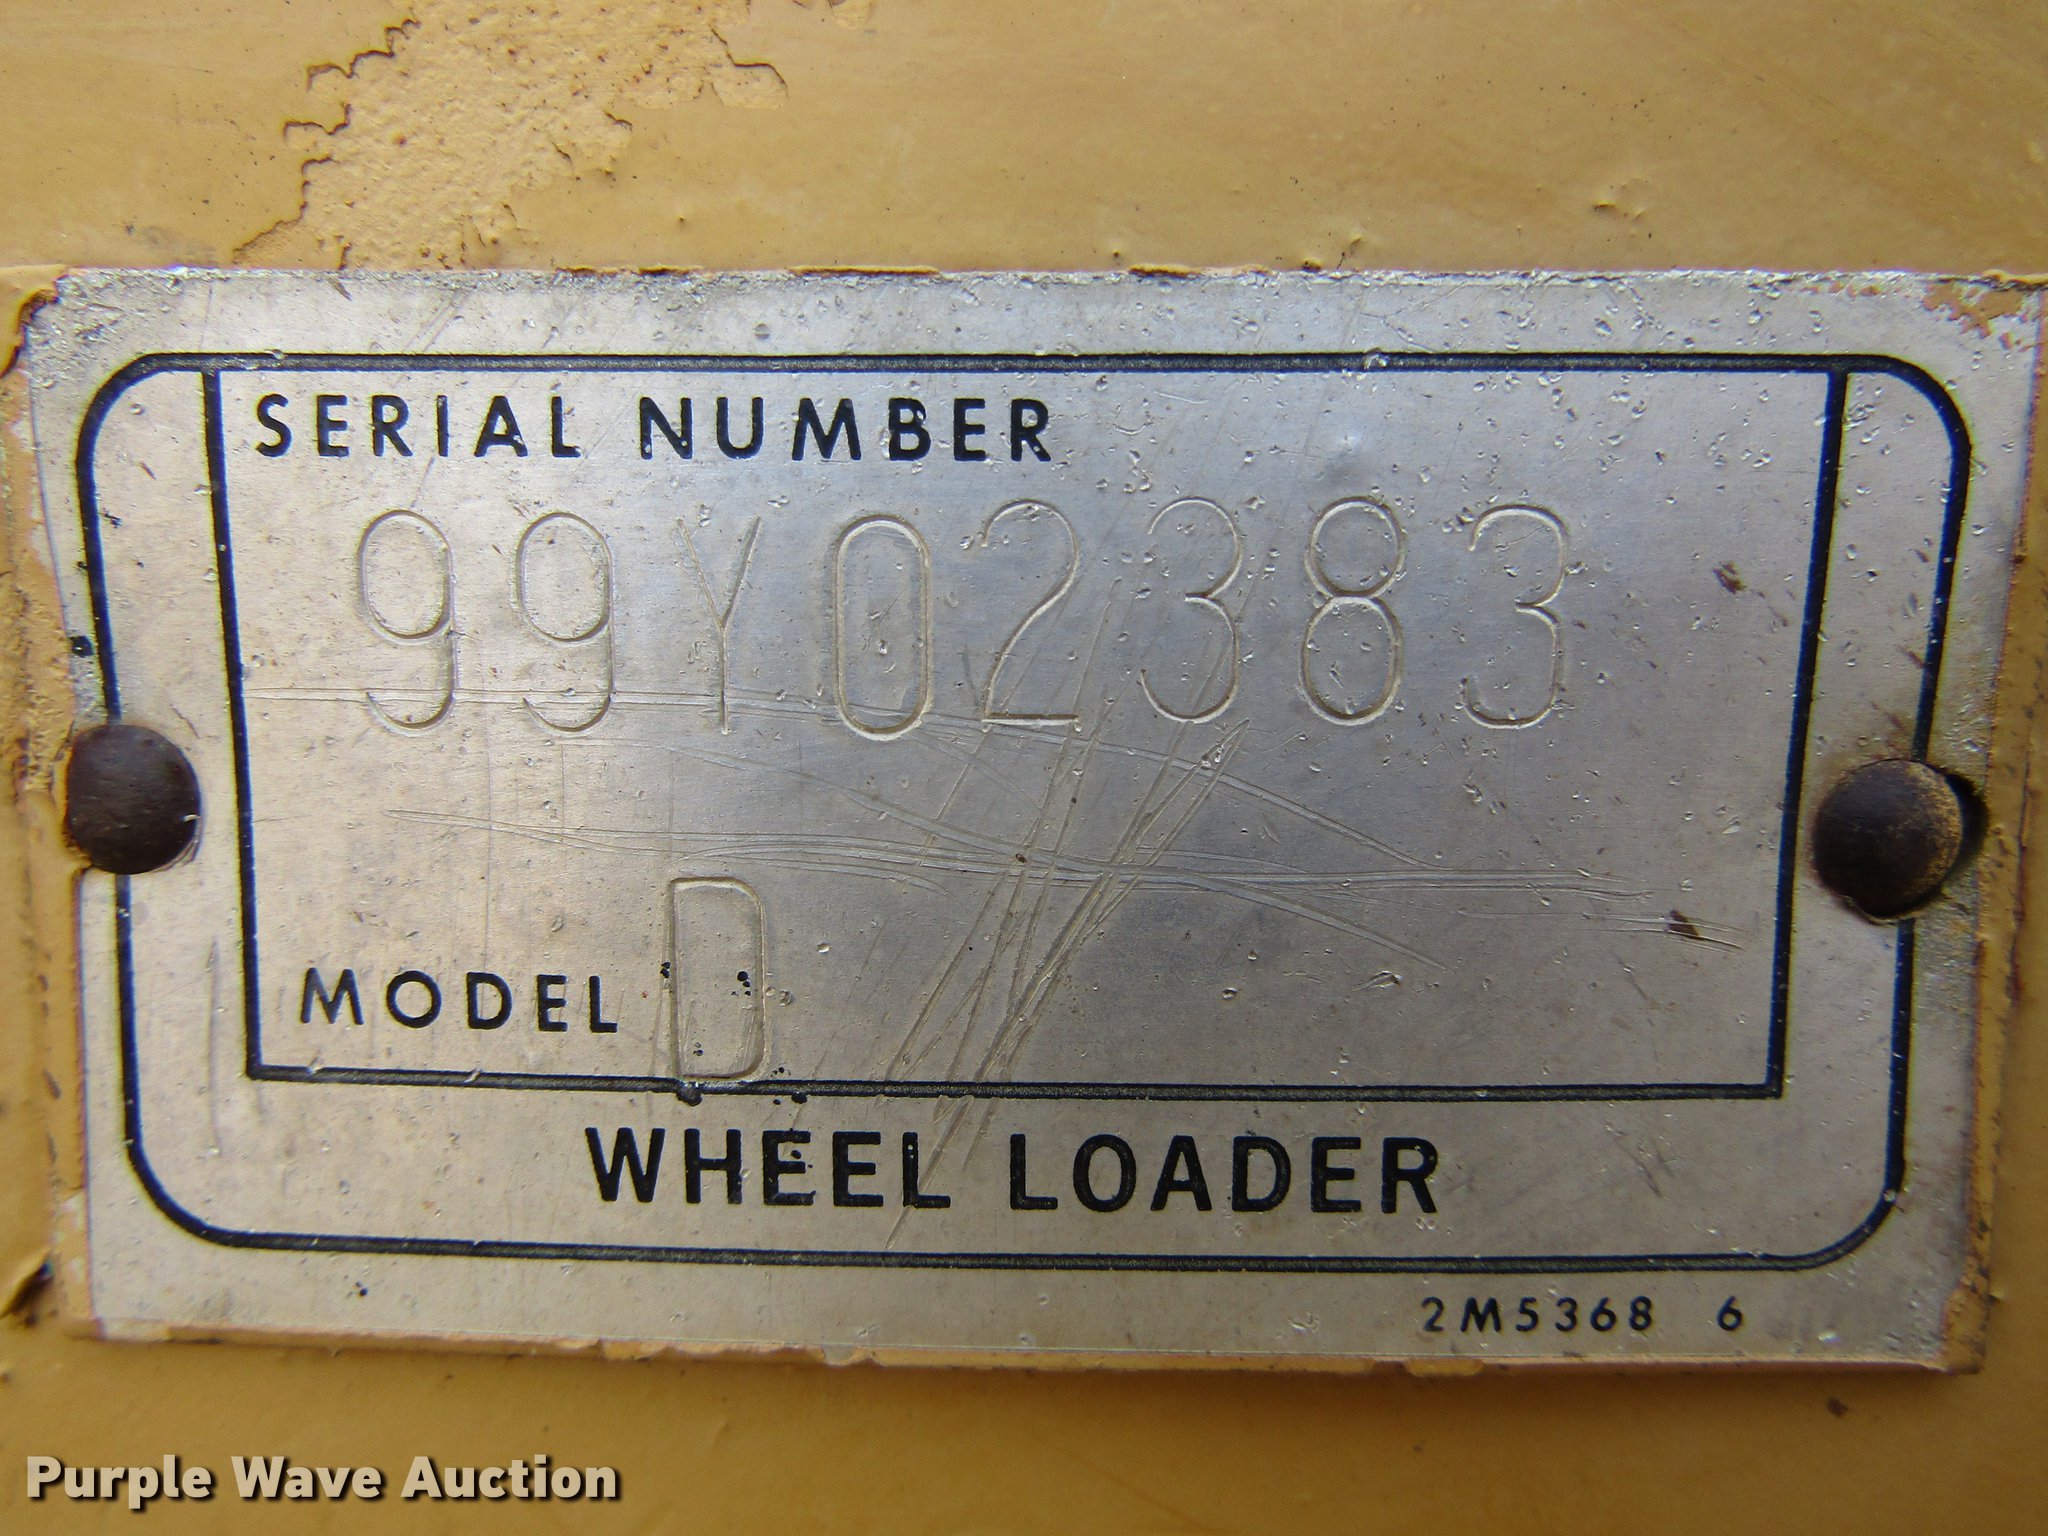 SERIAL NUMBER
99Y02383
MODEL D
WHEEL LOADER
2M5368 6
Purple Wave Auction